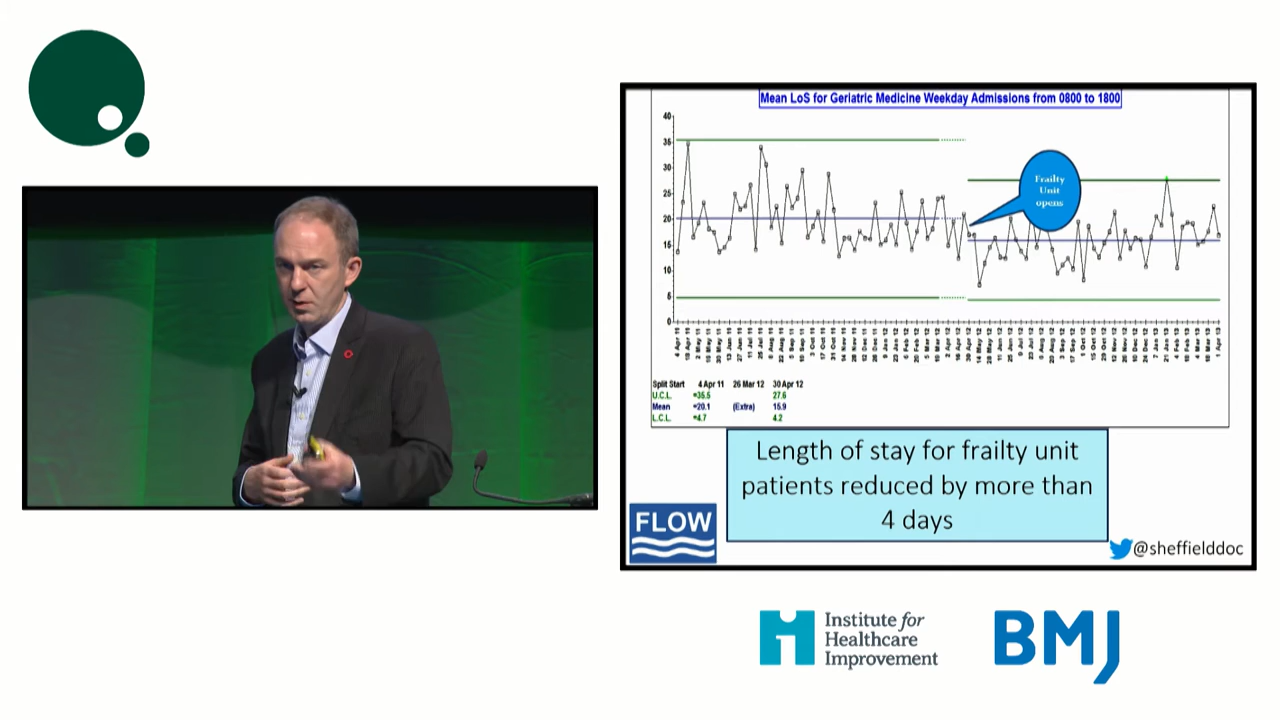 Mean LoS for Geriatric Medicine Weekday Admissions from 0800 to 1800
40
35
30
25
20
15
10
5
0
Frailty
Unit
opens
Split Start 4 Apr 11 26 Mar 12 30 Apr 12
U.C.L. =35.5 27.6
Mean =20.1 (Extra) 15.9
L.C.L. =4.7 4.2
Length of stay for frailty unit
patients reduced by more than
4 days
FLOW
@sheffielddoc
Institute for
Healthcare
Improvement
BMJ